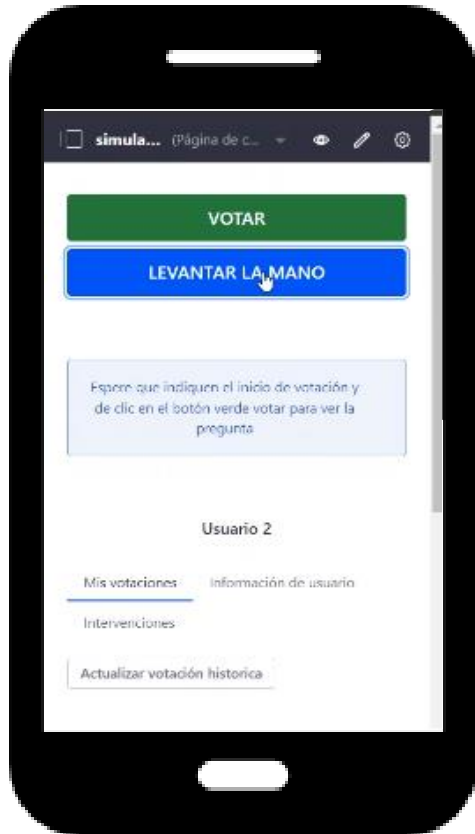 simula... (Página de c...
VOTAR
LEVANTAR LA MANO
Espere que indiquen el inicio de votación y
de clic en el botón verde votar para ver la
pregunta
Usuario 2
Mis votaciones Información de usuario
Intervenciones
Actualizar votación historica